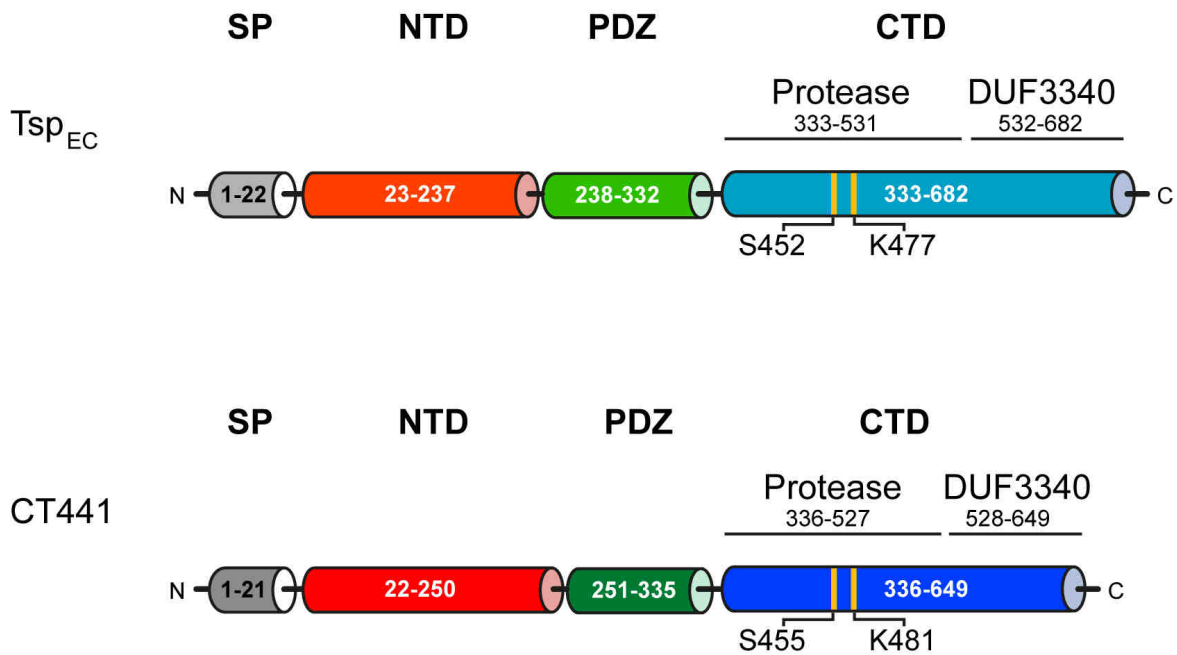 SP NTD PDZ CTD
Protease DUF3340
Tsp EC 333-531 532-682
N 1-22 23-237 238-332 333-682 C
S452 K477
SP NTD PDZ CTD
Protease DUF3340
CT441 336-527 528-649
N 1-21 22-250 251-335 336-649 C
S455 K481